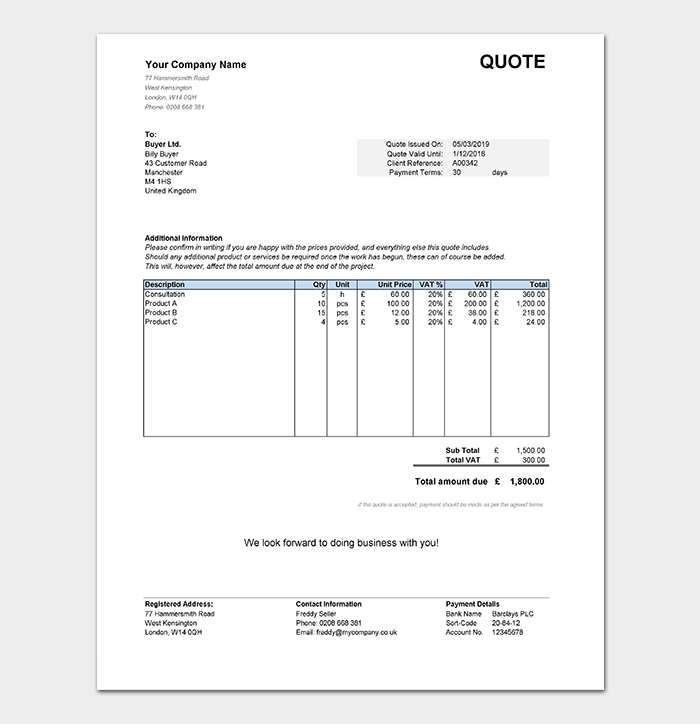 Your Company Name
QUOTE
77 Hammersmith Road
West Kensington
London, W14 0QH
Phone: 0208 668 381
To:
Buyer Ltd.
Billy Buyer
43 Customer Road
Manchester
M4 1HS
United Kingdom
Quote Issued On: 05/03/2019
Quote Valid Until: 1/12/2016
Client Reference: A00342
Payment Terms: 30 days
Additional Information
Please confirm in writing if you are happy with the prices provided, and everything else this quote includes.
Should any additional product or services be required once the work has begun, these can of course be added.
This will, however, affect the total amount due at the end of the project.
Description Qty Unit Unit Price VAT % VAT Total
Consultation 5 h £ 60.00 20% £ 60.00 £ 360.00
Product A 10 pcs £ 100.00 20% £ 200.00 £ 1,200.00
Product B 15 pcs £ 12.00 20% £ 36.00 £ 216.00
Product C 4 pcs £ 5.00 20% £ 4.00 £ 24.00
Sub Total £ 1,500.00
Total VAT £ 300.00
Total amount due £ 1,800.00
If the quote is accepted, payment should be made as per the agreed terms
We look forward to doing business with you!
Registered Address:
77 Hammersmith Road
West Kensington
London, W14 0QH
Contact Information
Freddy Seller
Phone: 0208 668 381
Email: freddy@mycompany.co.uk
Payment Details
Bank Name Barclays PLC
Sort-Code 20-84-12
Account No. 12345678